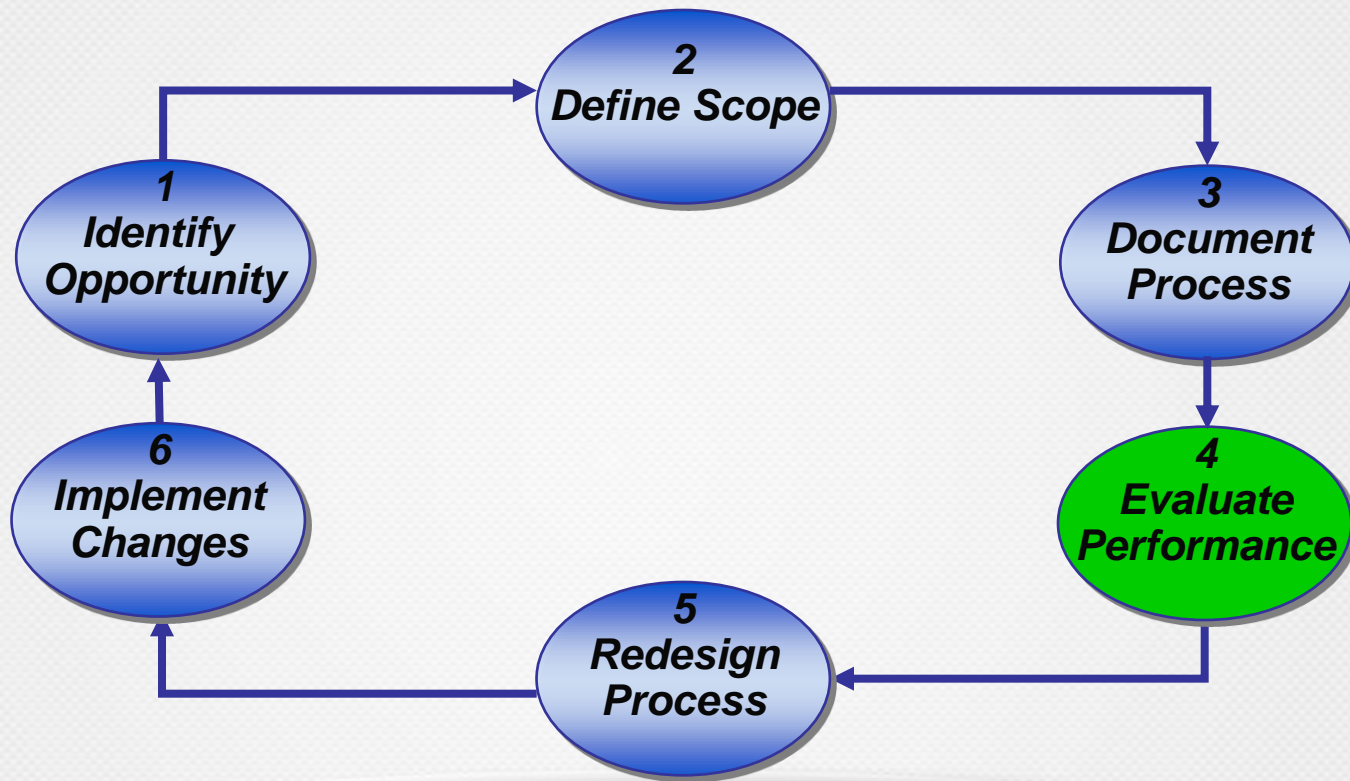 1
Identify
Opportunity
2
Define Scope
3
Document
Process
4
Evaluate
Performance
5
Redesign
Process
6
Implement
Changes